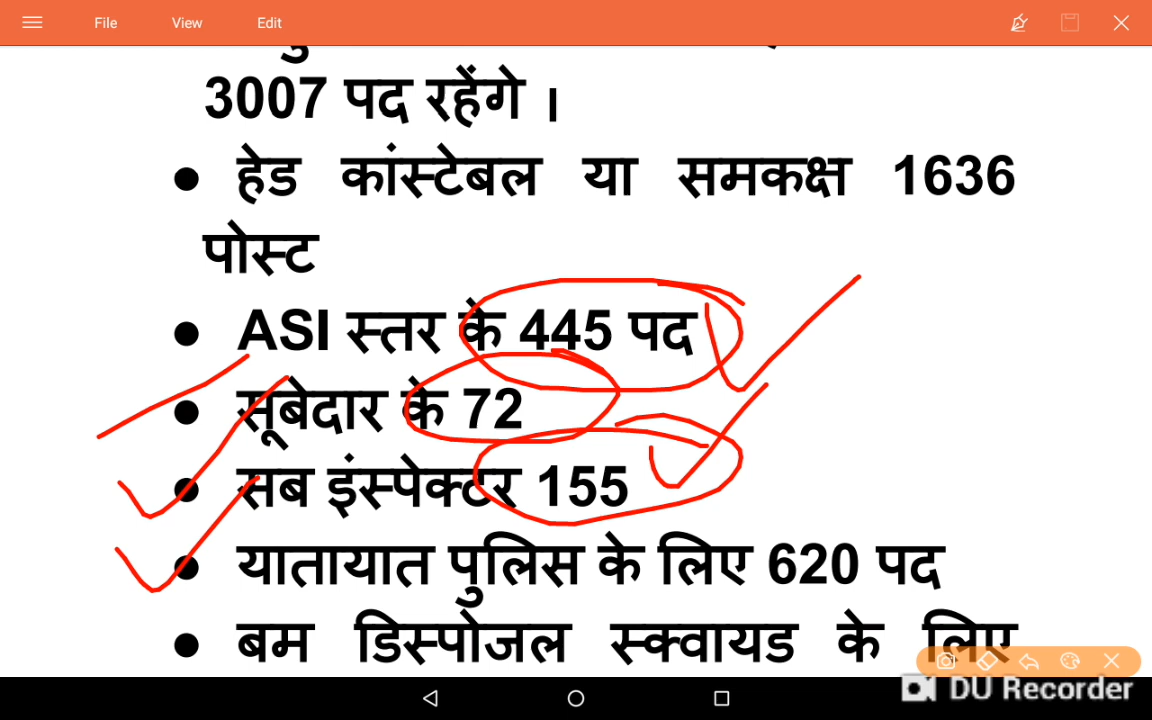 File View Edit
3007 पद रहेंगे ।
● हेड कांस्टेबल या समकक्ष 1636
पोस्ट
● ASI स्तर के 445 पद
● सूबेदार के 72
● सब इंस्पेक्टर 155
● यातायात पुलिस के लिए 620 पद
● बम डिस्पोजल स्क्वायड के लिए
DU Recorder